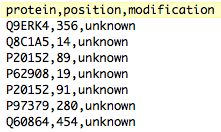 protein,position,modification
Q9ERK4,356,unknown
Q8C1A5,14,unknown
P20152,89,unknown
P62908,19,unknown
P20152,91,unknown
P97379,280,unknown
Q60864,454,unknown